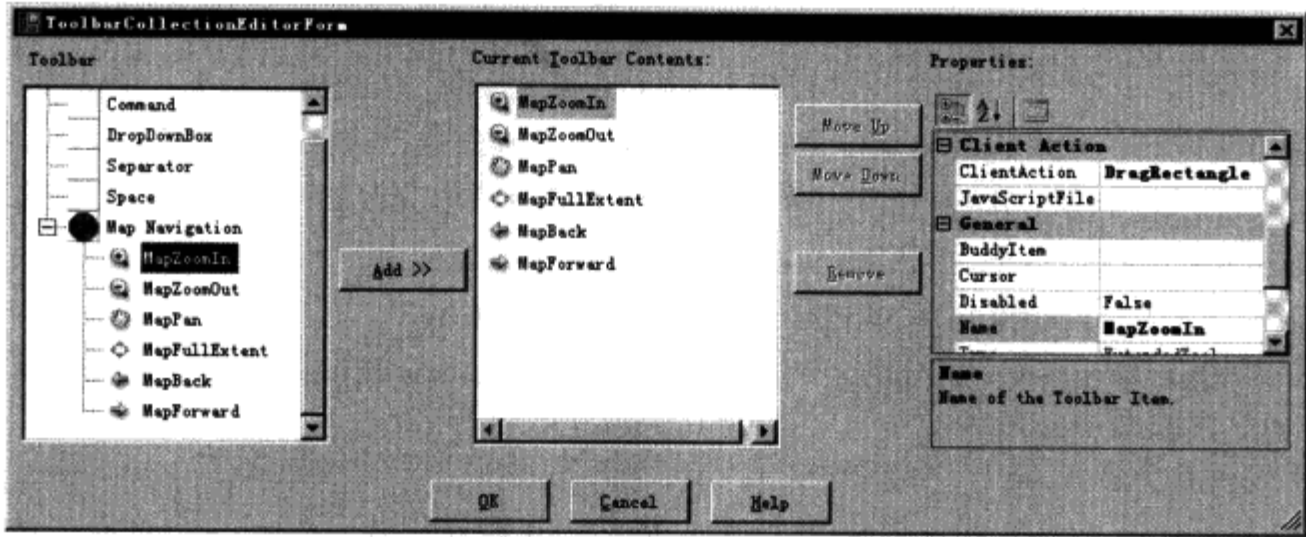 ToolbarCollectionEditorForm
Toolbar
Command
DropDownBox
Separator
Space
Map Navigation
MapZoomIn
MapZoomOut
MapPan
MapFullExtent
MapBack
MapForward
Add >>
Current Toolbar Contents:
MapZoomIn
MapZoomOut
MapPan
MapFullExtent
MapBack
MapForward
Move Up
Move Down
Remove
Properties:
Client Action
ClientAction DragRectangle
JavaScriptFile
General
BuddyItem
Cursor
Disabled False
Name MapZoomIn
Type ExtendedTool
Name
Name of the Toolbar Item.
OK
Cancel
Help